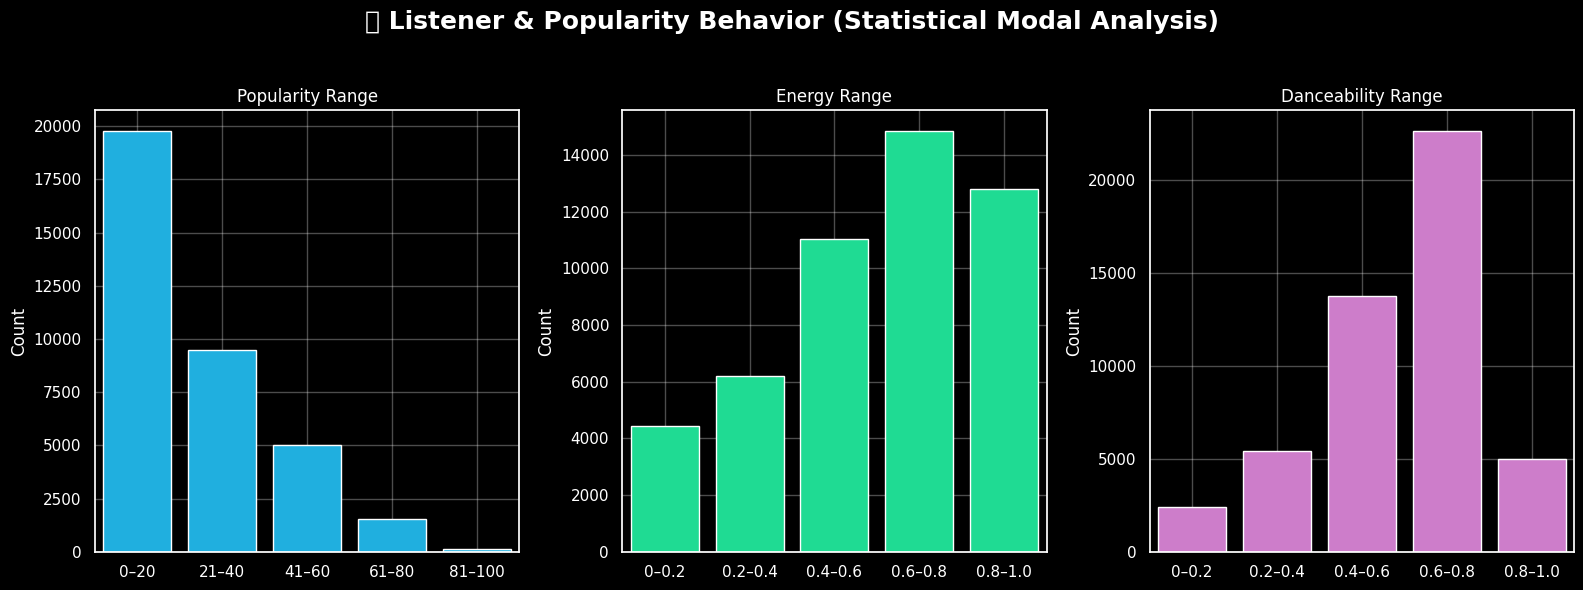 Listener & Popularity Behavior (Statistical Modal Analysis)
Popularity Range
Count
20000
17500
15000
12500
10000
7500
5000
2500
0
0–20 21–40 41–60 61–80 81–100
Energy Range
Count
14000
12000
10000
8000
6000
4000
2000
0
0–0.2 0.2–0.4 0.4–0.6 0.6–0.8 0.8–1.0
Danceability Range
Count
20000
15000
10000
5000
0
0–0.2 0.2–0.4 0.4–0.6 0.6–0.8 0.8–1.0